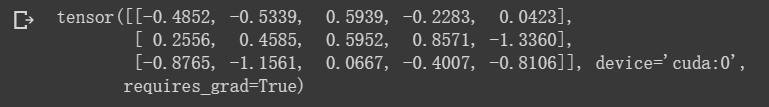 tensor([[-0.4852, -0.5339,  0.5939, -0.2283,  0.0423],
        [ 0.2556,  0.4585,  0.5952,  0.8571, -1.3360],
        [-0.8765, -1.1561,  0.0667, -0.4007, -0.8106]], device='cuda:0',
       requires_grad=True)